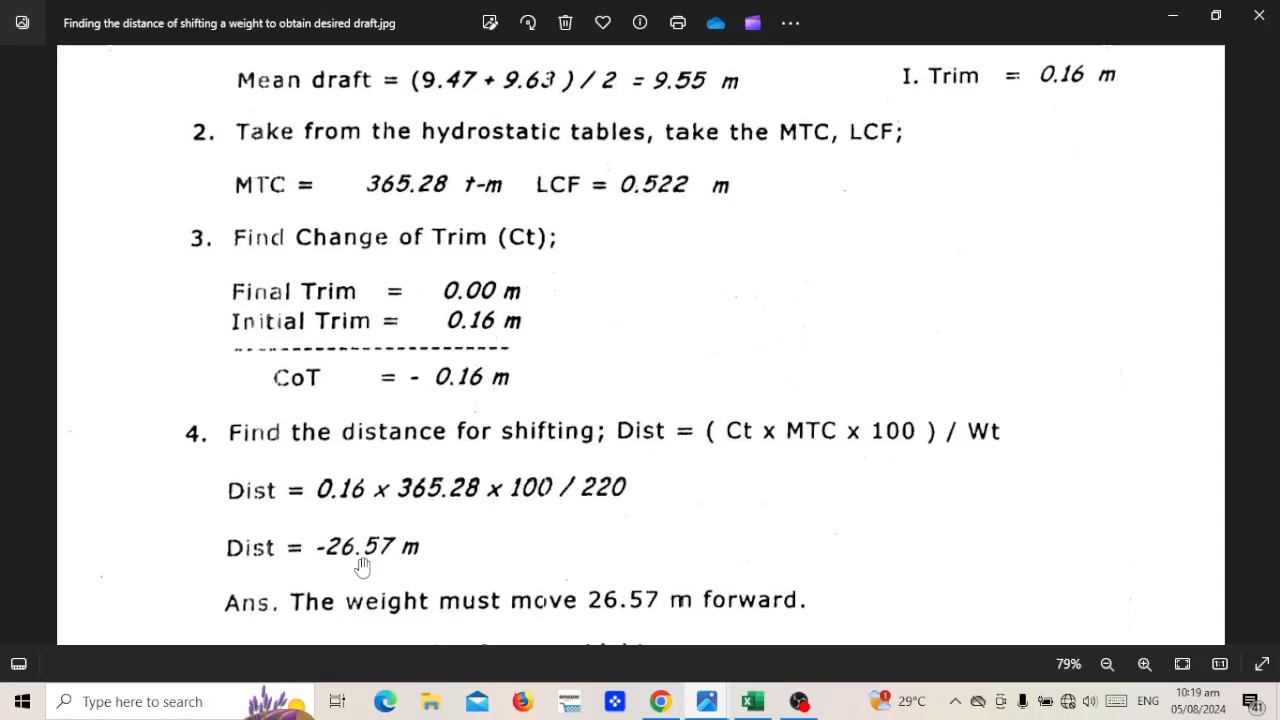 Finding the distance of shifting a weight to obtain desired draft.jpg
Mean draft = (9.47 + 9.63 ) / 2 = 9.55 m
I. Trim = 0.16 m
2. Take from the hydrostatic tables, take the MTC, LCF;
MTC = 365.28 t-m LCF = 0.522 m
3. Find Change of Trim (Ct);
Final Trim = 0.00 m
Initial Trim = 0.16 m
CoT = - 0.16 m
4. Find the distance for shifting; Dist = ( Ct x MTC x 100 ) / Wt
Dist = 0.16 x 365.28 x 100 / 220
Dist = -26.57 m
Ans. The weight must move 26.57 m forward.
79%
1:1
Type here to search
amazon
1
29°C
ENG
10:19 am
05/08/2024
41